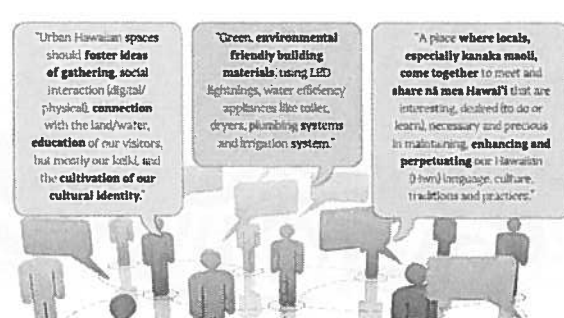 "Urban Hawaiian spaces
should foster ideas
of gathering, social
interaction (digital/
physical), connection
with the land/water,
education of our visitors,
but mostly our keiki, and
the cultivation of our
cultural identity."
"Green, environmental
friendly building
materials, using LED
lightnings, water efficiency
appliances like toilet,
dryers, plumbing systems
and irrigation system."
"A place where locals,
especially kanaka maoli,
come together to meet and
share nā mea Hawai'i that are
interesting, desired (to do or
learn), necessary and precious
in maintaining, enhancing and
perpetuating our Hawaiian
(Hwn) language, culture,
traditions and practices."